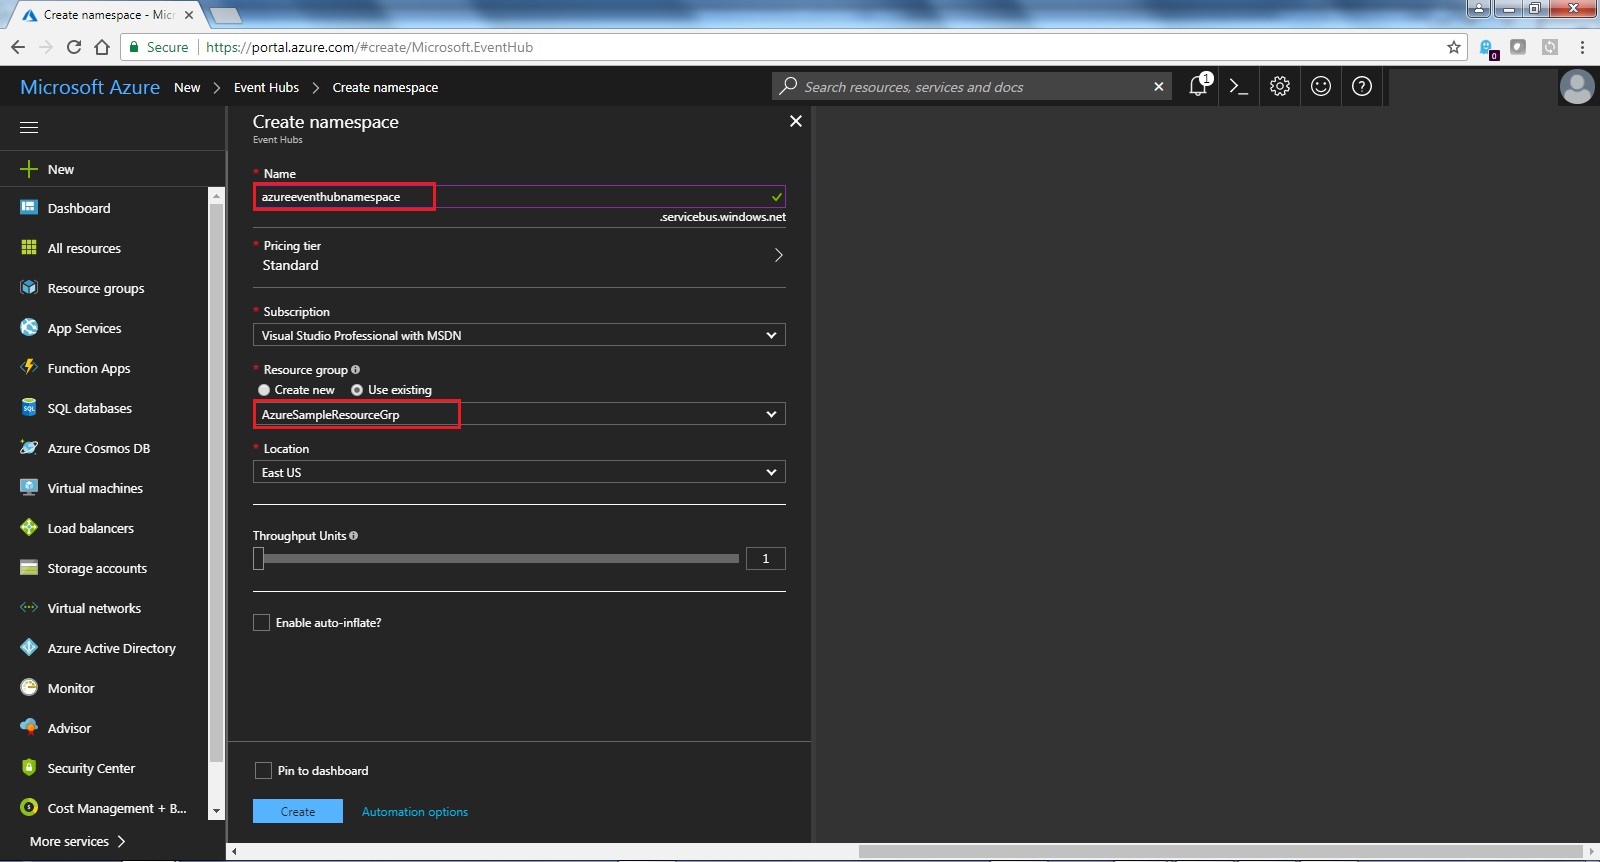 Create namespace - Micr
Secure https://portal.azure.com/#create/Microsoft.EventHub
0
Microsoft Azure New Event Hubs Create namespace
Search resources, services and docs
1
Create namespace
Event Hubs
New
Dashboard
All resources
Resource groups
App Services
Function Apps
SQL databases
Azure Cosmos DB
Virtual machines
Load balancers
Storage accounts
Virtual networks
Azure Active Directory
Monitor
Advisor
Security Center
Cost Management + B...
More services
* Name
azureeventhubnamespace
.servicebus.windows.net
* Pricing tier
Standard
* Subscription
Visual Studio Professional with MSDN
* Resource group
Create new Use existing
AzureSampleResourceGrp
* Location
East US
Throughput Units
1
Enable auto-inflate?
Pin to dashboard
Create Automation options